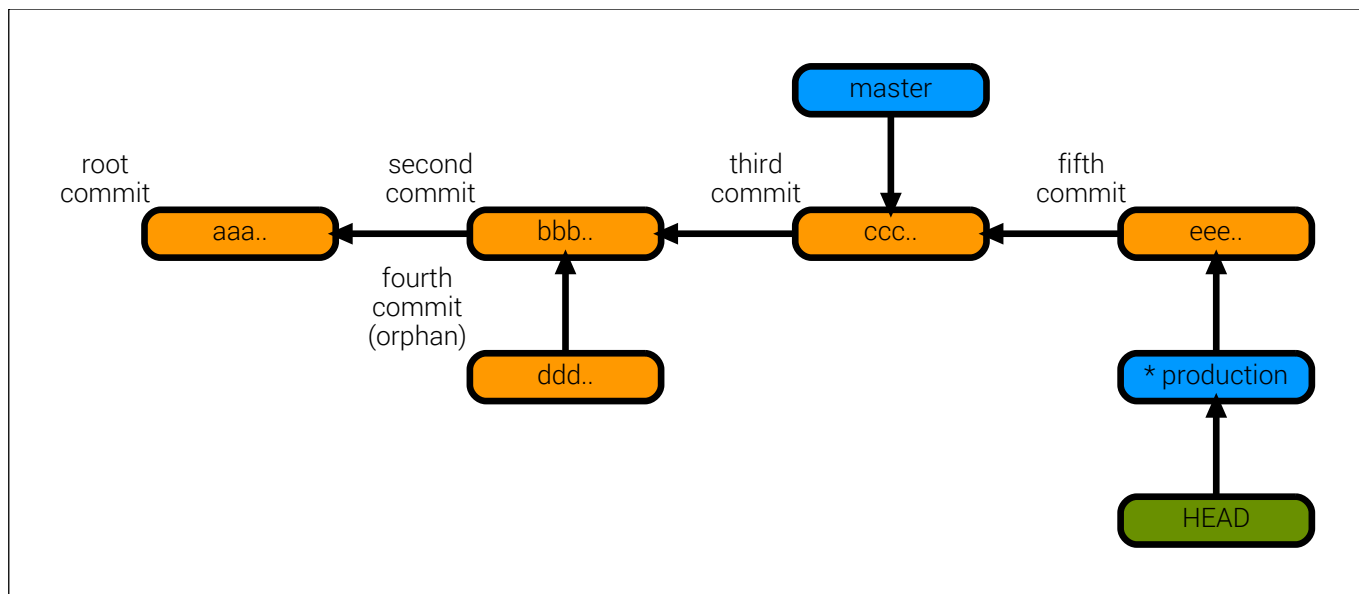 master
root
commit
second
commit
third
commit
fifth
commit
aaa..
bbb..
ccc..
eee..
fourth
commit
(orphan)
ddd..
* production
HEAD